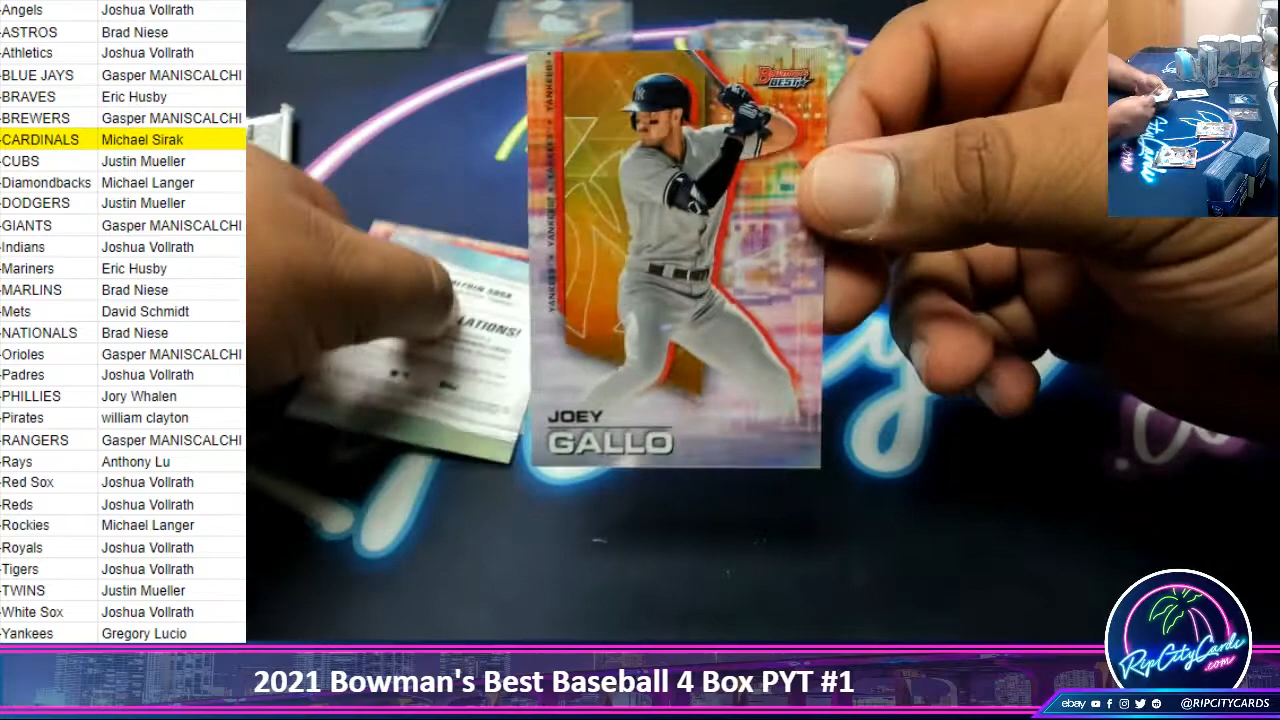 -Angels Joshua Vollrath
-ASTROS Brad Niese
-Athletics Joshua Vollrath
-BLUE JAYS Gasper MANISCALCHI
-BRAVES Eric Husby
-BREWERS Gasper MANISCALCHI
-CARDINALS Michael Sirak
-CUBS Justin Mueller
-Diamondbacks Michael Langer
-DODGERS Justin Mueller
-GIANTS Gasper MANISCALCHI
-Indians Joshua Vollrath
-Mariners Eric Husby
-MARLINS Brad Niese
-Mets David Schmidt
-NATIONALS Brad Niese
-Orioles Gasper MANISCALCHI
-Padres Joshua Vollrath
-PHILLIES Jory Whalen
-Pirates william clayton
-RANGERS Gasper MANISCALCHI
-Rays Anthony Lu
-Red Sox Joshua Vollrath
-Reds Joshua Vollrath
-Rockies Michael Langer
-Royals Joshua Vollrath
-Tigers Joshua Vollrath
-TWINS Justin Mueller
-White Sox Joshua Vollrath
-Yankees Gregory Lucio
BOWMAN'S
BEST
YANKEES YANKEES YANKEES YANKEES
JOEY
GALLO
LATIONS!
RipCityCards
.com
2021 Bowman's Best Baseball 4 Box PYT #1
ebay @RIPCITYCARDS